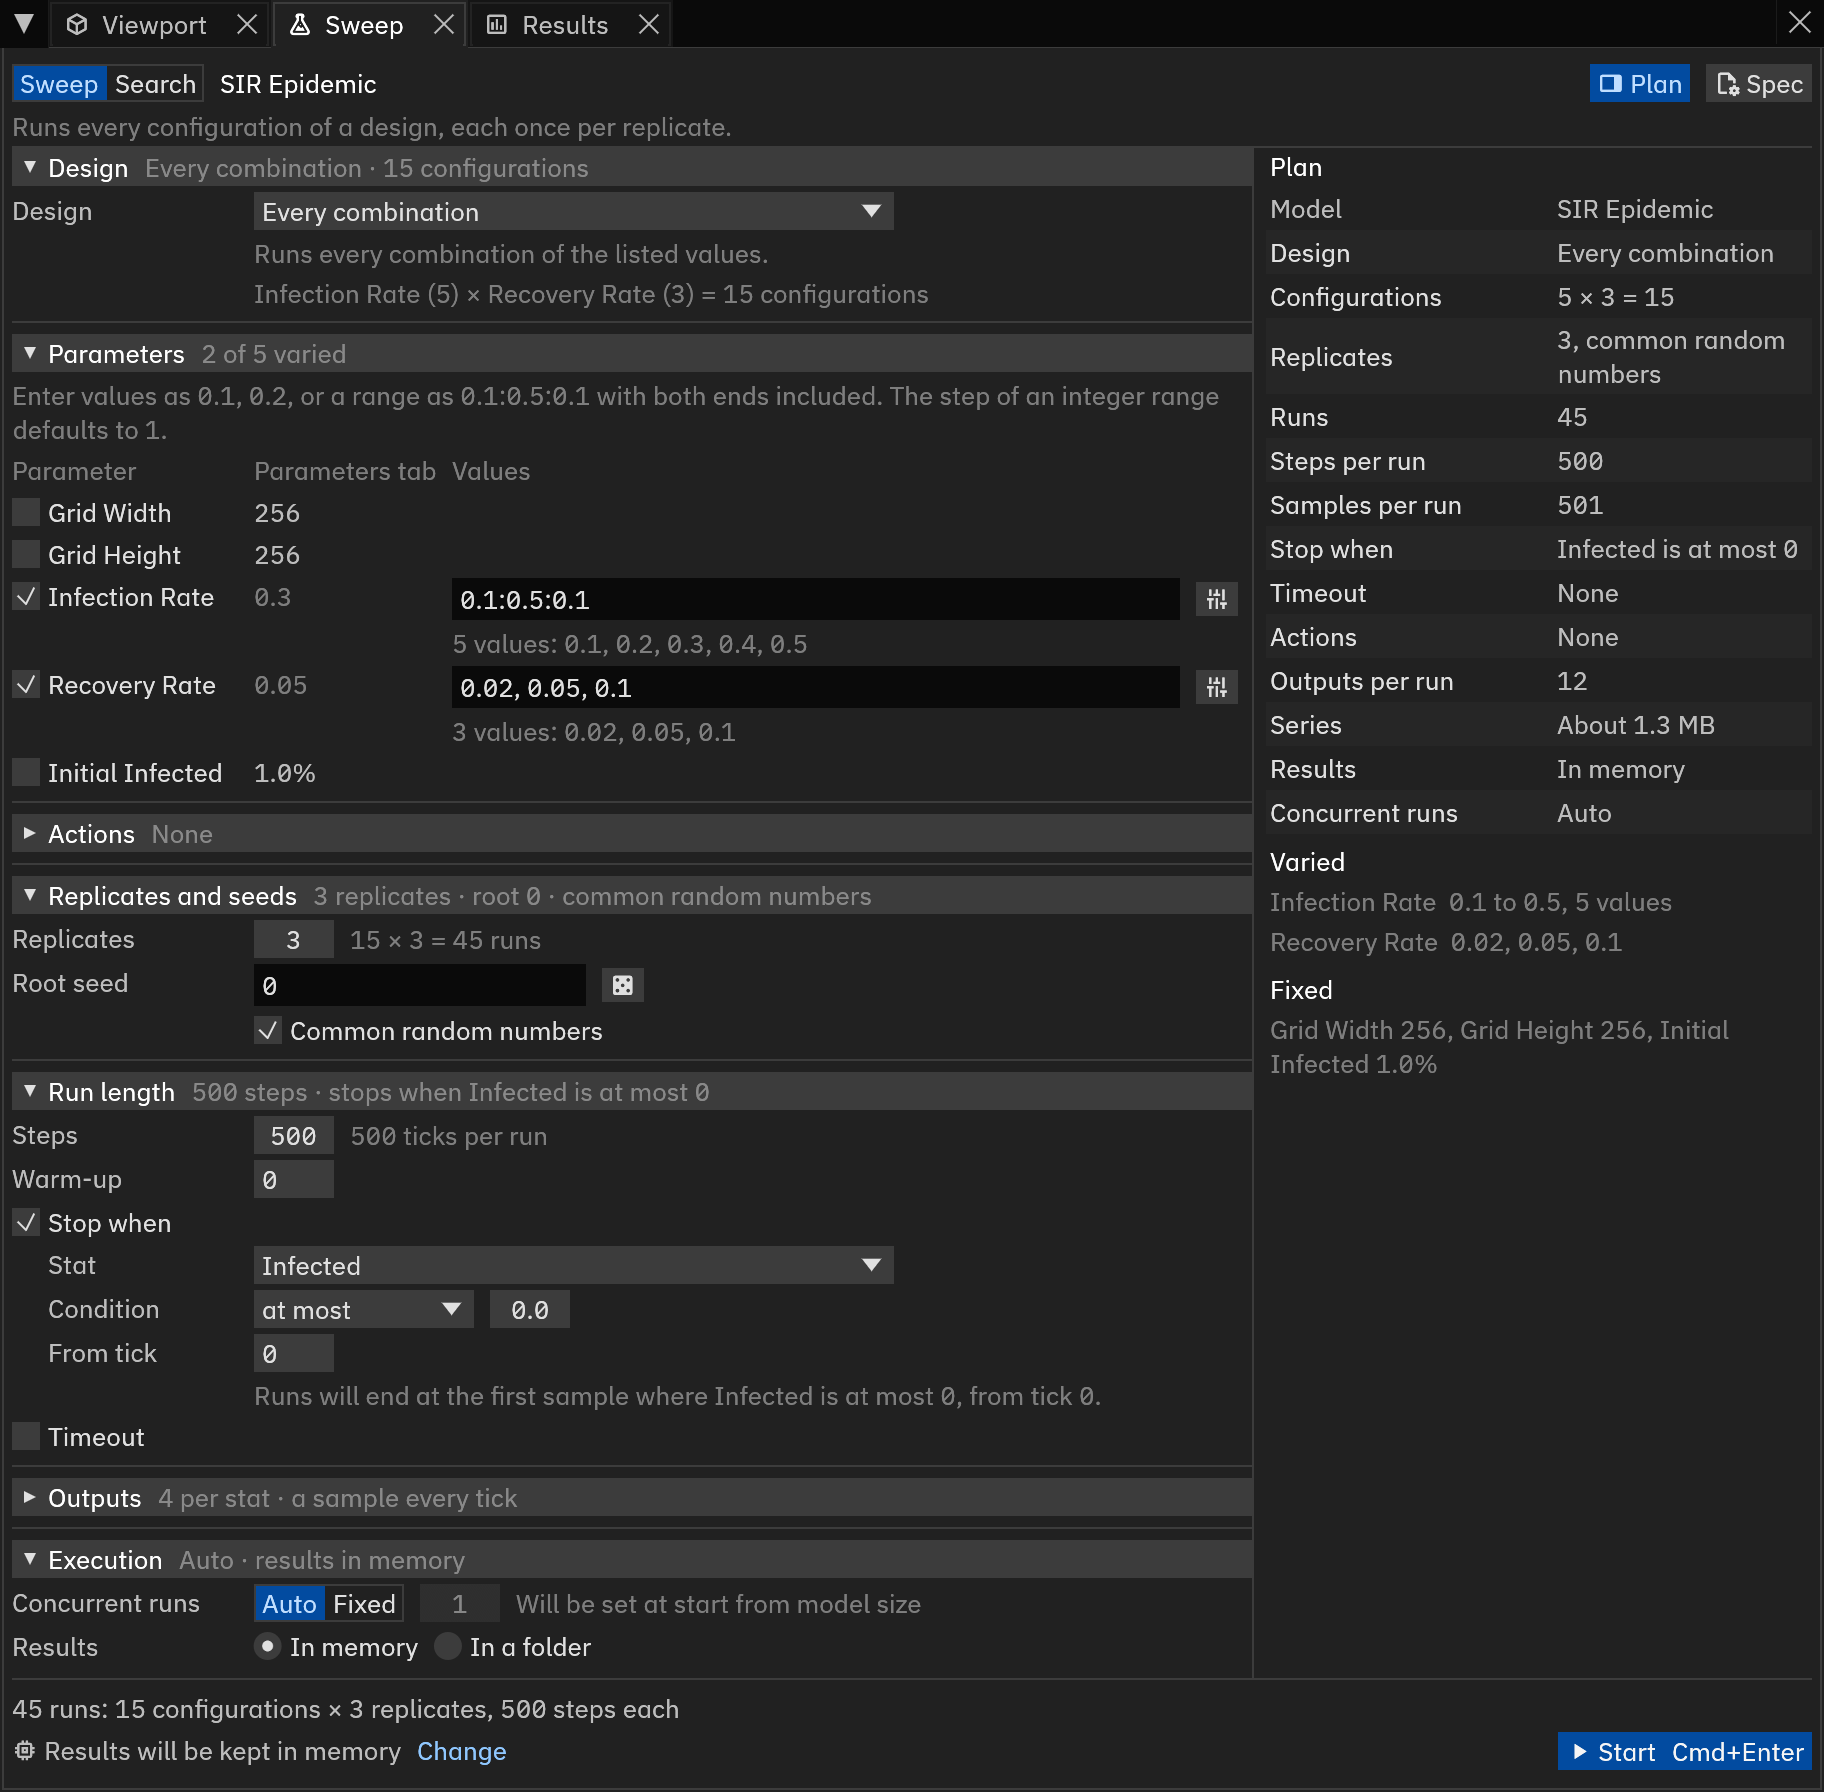 Viewport
Sweep
Results
Sweep Search SIR Epidemic
Plan
Spec
Runs every configuration of a design, each once per replicate.
Design Every combination · 15 configurations
Design Every combination
Runs every combination of the listed values.
Infection Rate (5) × Recovery Rate (3) = 15 configurations
Parameters 2 of 5 varied
Enter values as 0.1, 0.2, or a range as 0.1:0.5:0.1 with both ends included. The step of an integer range
defaults to 1.
Parameter Parameters tab Values
Grid Width 256
Grid Height 256
Infection Rate 0.3 0.1:0.5:0.1
5 values: 0.1, 0.2, 0.3, 0.4, 0.5
Recovery Rate 0.05 0.02, 0.05, 0.1
3 values: 0.02, 0.05, 0.1
Initial Infected 1.0%
Actions None
Replicates and seeds 3 replicates · root 0 · common random numbers
Replicates 3 15 × 3 = 45 runs
Root seed 0
Common random numbers
Run length 500 steps · stops when Infected is at most 0
Steps 500 500 ticks per run
Warm-up 0
Stop when
Stat Infected
Condition at most 0.0
From tick 0
Runs will end at the first sample where Infected is at most 0, from tick 0.
Timeout
Outputs 4 per stat · a sample every tick
Execution Auto · results in memory
Concurrent runs Auto Fixed 1 Will be set at start from model size
Results In memory In a folder
Plan
Model SIR Epidemic
Design Every combination
Configurations 5 × 3 = 15
Replicates 3, common random
numbers
Runs 45
Steps per run 500
Samples per run 501
Stop when Infected is at most 0
Timeout None
Actions None
Outputs per run 12
Series About 1.3 MB
Results In memory
Concurrent runs Auto
Varied
Infection Rate 0.1 to 0.5, 5 values
Recovery Rate 0.02, 0.05, 0.1
Fixed
Grid Width 256, Grid Height 256, Initial
Infected 1.0%
45 runs: 15 configurations × 3 replicates, 500 steps each
Results will be kept in memory Change
Start Cmd+Enter